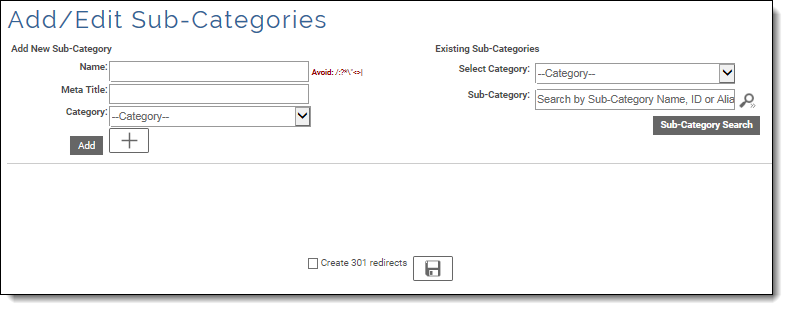 Add/Edit Sub-Categories
Add New Sub-Category
Name:
Avoid: /:?*\"<>|
Meta Title:
Category:
--Category--
Add
Existing Sub-Categories
Select Category:
--Category--
Sub-Category:
Search by Sub-Category Name, ID or Alia
Sub-Category Search
Create 301 redirects